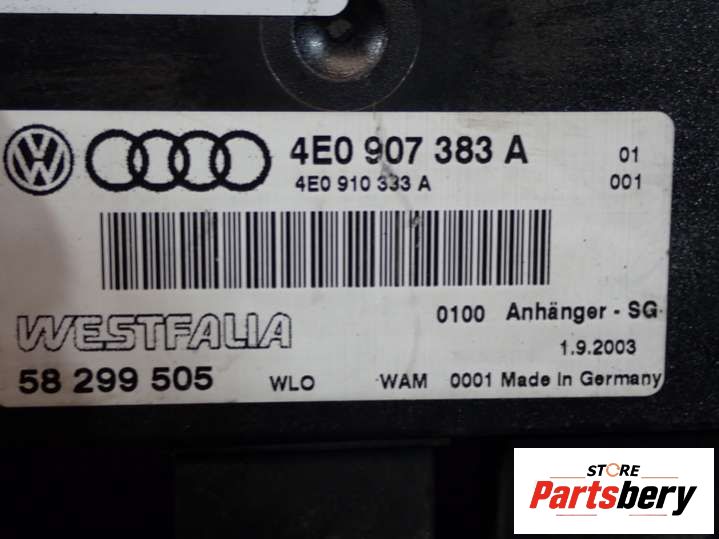 4E0 907 383 A 01
4E0 910 333 A 001
WESTFALIA
0100 Anhänger - SG
1.9.2003
58 299 505 WLO WAM 0001 Made in Germany
STORE
Partsbery